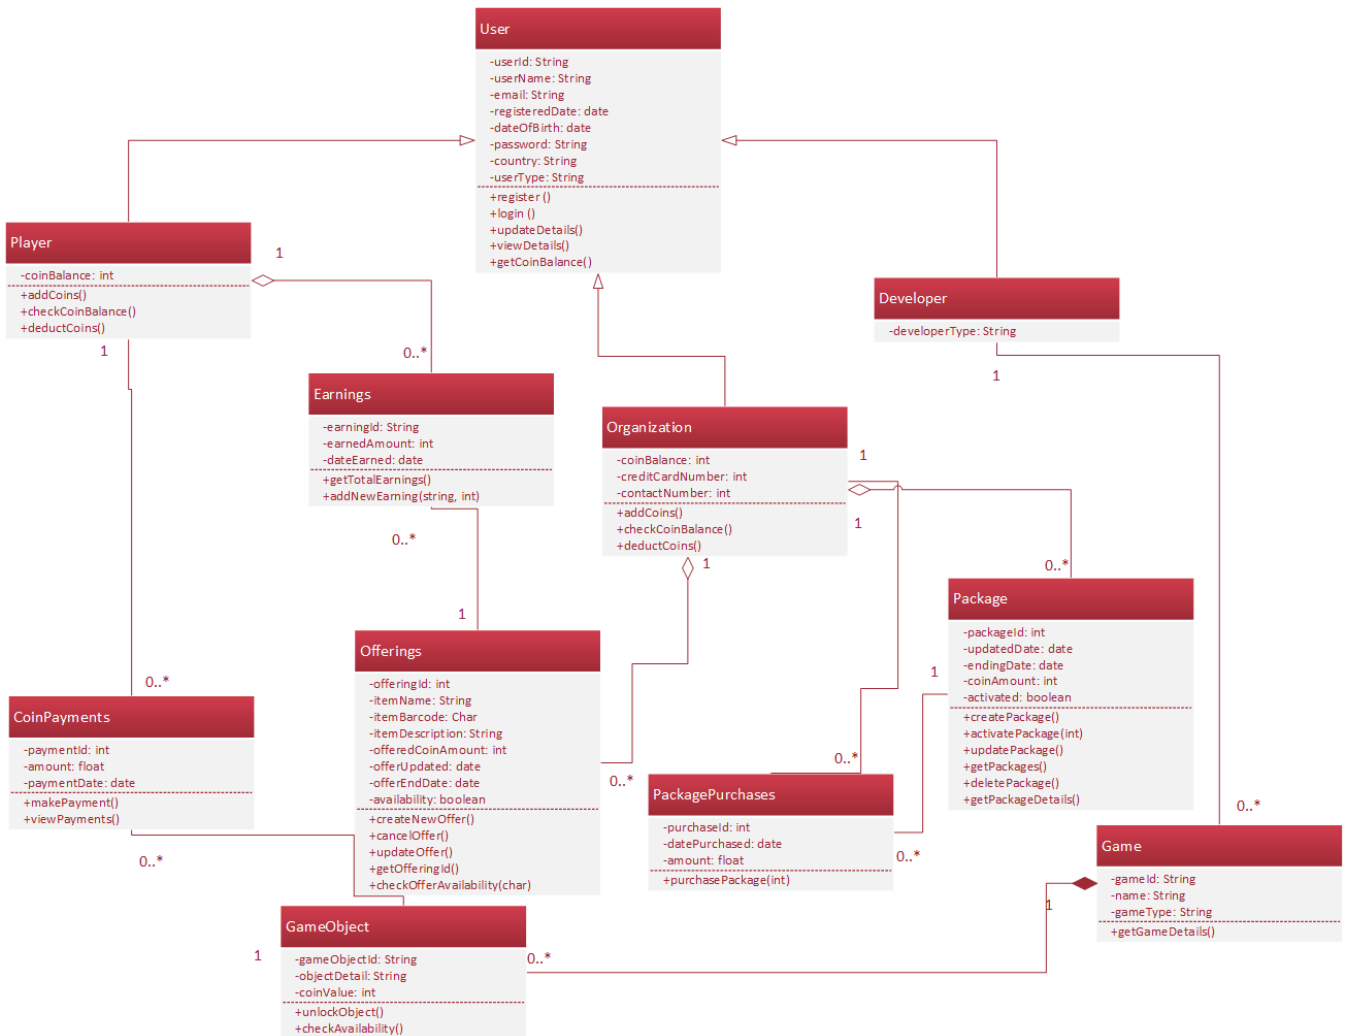 User
-userId: String
-userName: String
-email: String
-registeredDate: date
-dateOfBirth: date
-password: String
-country: String
-userType: String
+register ()
+login ()
+updateDetails()
+viewDetails()
+getCoinBalance()
Player
-coinBalance: int
+addCoins()
+checkCoinBalance()
+deductCoins()
1
1
0..*
Developer
-developerType: String
1
Earnings
-earningId: String
-earnedAmount: int
-dateEarned: date
+getTotalEarnings()
+addNewEarning(string, int)
0..*
1
Organization
-coinBalance: int
-creditCardNumber: int
-contactNumber: int
+addCoins()
+checkCoinBalance()
+deductCoins()
1
1
1
0..*
Package
-packageId: int
-updatedDate: date
-endingDate: date
-coinAmount: int
-activated: boolean
+createPackage()
+activatePackage(int)
+updatePackage()
+getPackages()
+deletePackage()
+getPackageDetails()
1
Offerings
-offeringId: int
-itemName: String
-itemBarcode: Char
-itemDescription: String
-offeredCoinAmount: int
-offerUpdated: date
-offerEndDate: date
-availability: boolean
+createNewOffer()
+cancelOffer()
+updateOffer()
+getOfferingId()
+checkOfferAvailability(char)
0..*
0..*
CoinPayments
-paymentId: int
-amount: float
-paymentDate: date
+makePayment()
+viewPayments()
0..*
0..*
PackagePurchases
-purchaseId: int
-datePurchased: date
-amount: float
+purchasePackage(int)
0..*
0..*
Game
-gameId: String
-name: String
-gameType: String
+getGameDetails()
1
GameObject
-gameObjectId: String
-objectDetail: String
-coinValue: int
+unlockObject()
+checkAvailability()
1
0..*